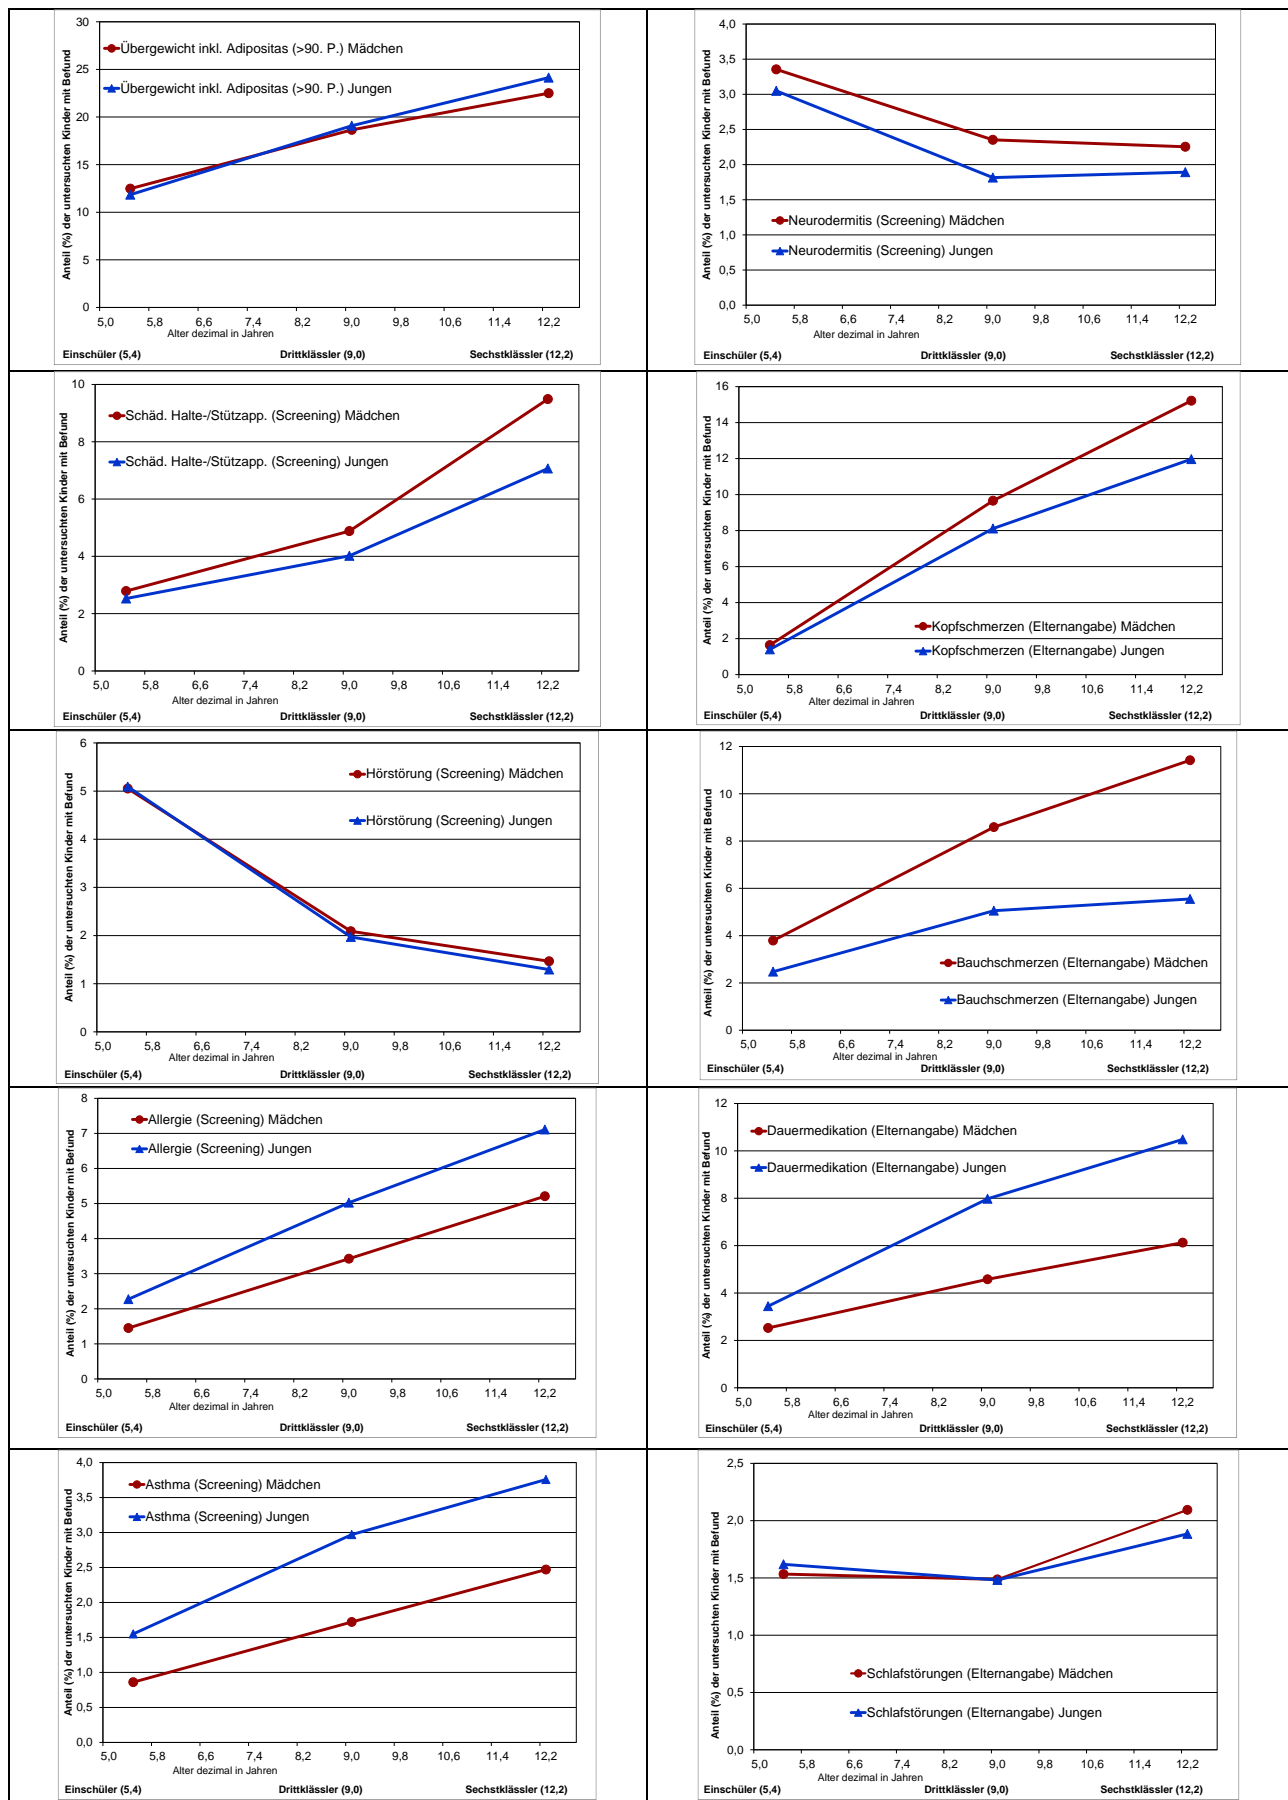 Anteil (%) der untersuchten Kinder mit Befund
30
25
20
15
10
5
0
Übergewicht inkl. Adipositas (>90. P.) Mädchen
Übergewicht inkl. Adipositas (>90. P.) Jungen
5,0 5,8 6,6 7,4 8,2 9,0 9,8 10,6 11,4 12,2
Alter dezimal in Jahren
Einschüler (5,4) Drittklässler (9,0) Sechstklässler (12,2)
Anteil (%) der untersuchten Kinder mit Befund
4,0
3,5
3,0
2,5
2,0
1,5
1,0
0,5
0,0
Neurodermitis (Screening) Mädchen
Neurodermitis (Screening) Jungen
5,0 5,8 6,6 7,4 8,2 9,0 9,8 10,6 11,4 12,2
Alter dezimal in Jahren
Einschüler (5,4) Drittklässler (9,0) Sechstklässler (12,2)
Anteil (%) der untersuchten Kinder mit Befund
10
8
6
4
2
0
Schäd. Halte-/Stützapp. (Screening) Mädchen
Schäd. Halte-/Stützapp. (Screening) Jungen
5,0 5,8 6,6 7,4 8,2 9,0 9,8 10,6 11,4 12,2
Alter dezimal in Jahren
Einschüler (5,4) Drittklässler (9,0) Sechstklässler (12,2)
Anteil (%) der untersuchten Kinder mit Befund
16
14
12
10
8
6
4
2
0
Kopfschmerzen (Elternangabe) Mädchen
Kopfschmerzen (Elternangabe) Jungen
5,0 5,8 6,6 7,4 8,2 9,0 9,8 10,6 11,4 12,2
Alter dezimal in Jahren
Einschüler (5,4) Drittklässler (9,0) Sechstklässler (12,2)
Anteil (%) der untersuchten Kinder mit Befund
6
5
4
3
2
1
0
Hörstörung (Screening) Mädchen
Hörstörung (Screening) Jungen
5,0 5,8 6,6 7,4 8,2 9,0 9,8 10,6 11,4 12,2
Alter dezimal in Jahren
Einschüler (5,4) Drittklässler (9,0) Sechstklässler (12,2)
Anteil (%) der untersuchten Kinder mit Befund
12
10
8
6
4
2
0
Bauchschmerzen (Elternangabe) Mädchen
Bauchschmerzen (Elternangabe) Jungen
5,0 5,8 6,6 7,4 8,2 9,0 9,8 10,6 11,4 12,2
Alter dezimal in Jahren
Einschüler (5,4) Drittklässler (9,0) Sechstklässler (12,2)
Anteil (%) der untersuchten Kinder mit Befund
8
7
6
5
4
3
2
1
0
Allergie (Screening) Mädchen
Allergie (Screening) Jungen
5,0 5,8 6,6 7,4 8,2 9,0 9,8 10,6 11,4 12,2
Alter dezimal in Jahren
Einschüler (5,4) Drittklässler (9,0) Sechstklässler (12,2)
Anteil (%) der untersuchten Kinder mit Befund
12
10
8
6
4
2
0
Dauermedikation (Elternangabe) Mädchen
Dauermedikation (Elternangabe) Jungen
5,0 5,8 6,6 7,4 8,2 9,0 9,8 10,6 11,4 12,2
Alter dezimal in Jahren
Einschüler (5,4) Drittklässler (9,0) Sechstklässler (12,2)
Anteil (%) der untersuchten Kinder mit Befund
4,0
3,5
3,0
2,5
2,0
1,5
1,0
0,5
0,0
Asthma (Screening) Mädchen
Asthma (Screening) Jungen
5,0 5,8 6,6 7,4 8,2 9,0 9,8 10,6 11,4 12,2
Alter dezimal in Jahren
Einschüler (5,4) Drittklässler (9,0) Sechstklässler (12,2)
Anteil (%) der untersuchten Kinder mit Befund
2,5
2,0
1,5
1,0
0,5
0,0
Schlafstörungen (Elternangabe) Mädchen
Schlafstörungen (Elternangabe) Jungen
5,0 5,8 6,6 7,4 8,2 9,0 9,8 10,6 11,4 12,2
Alter dezimal in Jahren
Einschüler (5,4) Drittklässler (9,0) Sechstklässler (12,2)